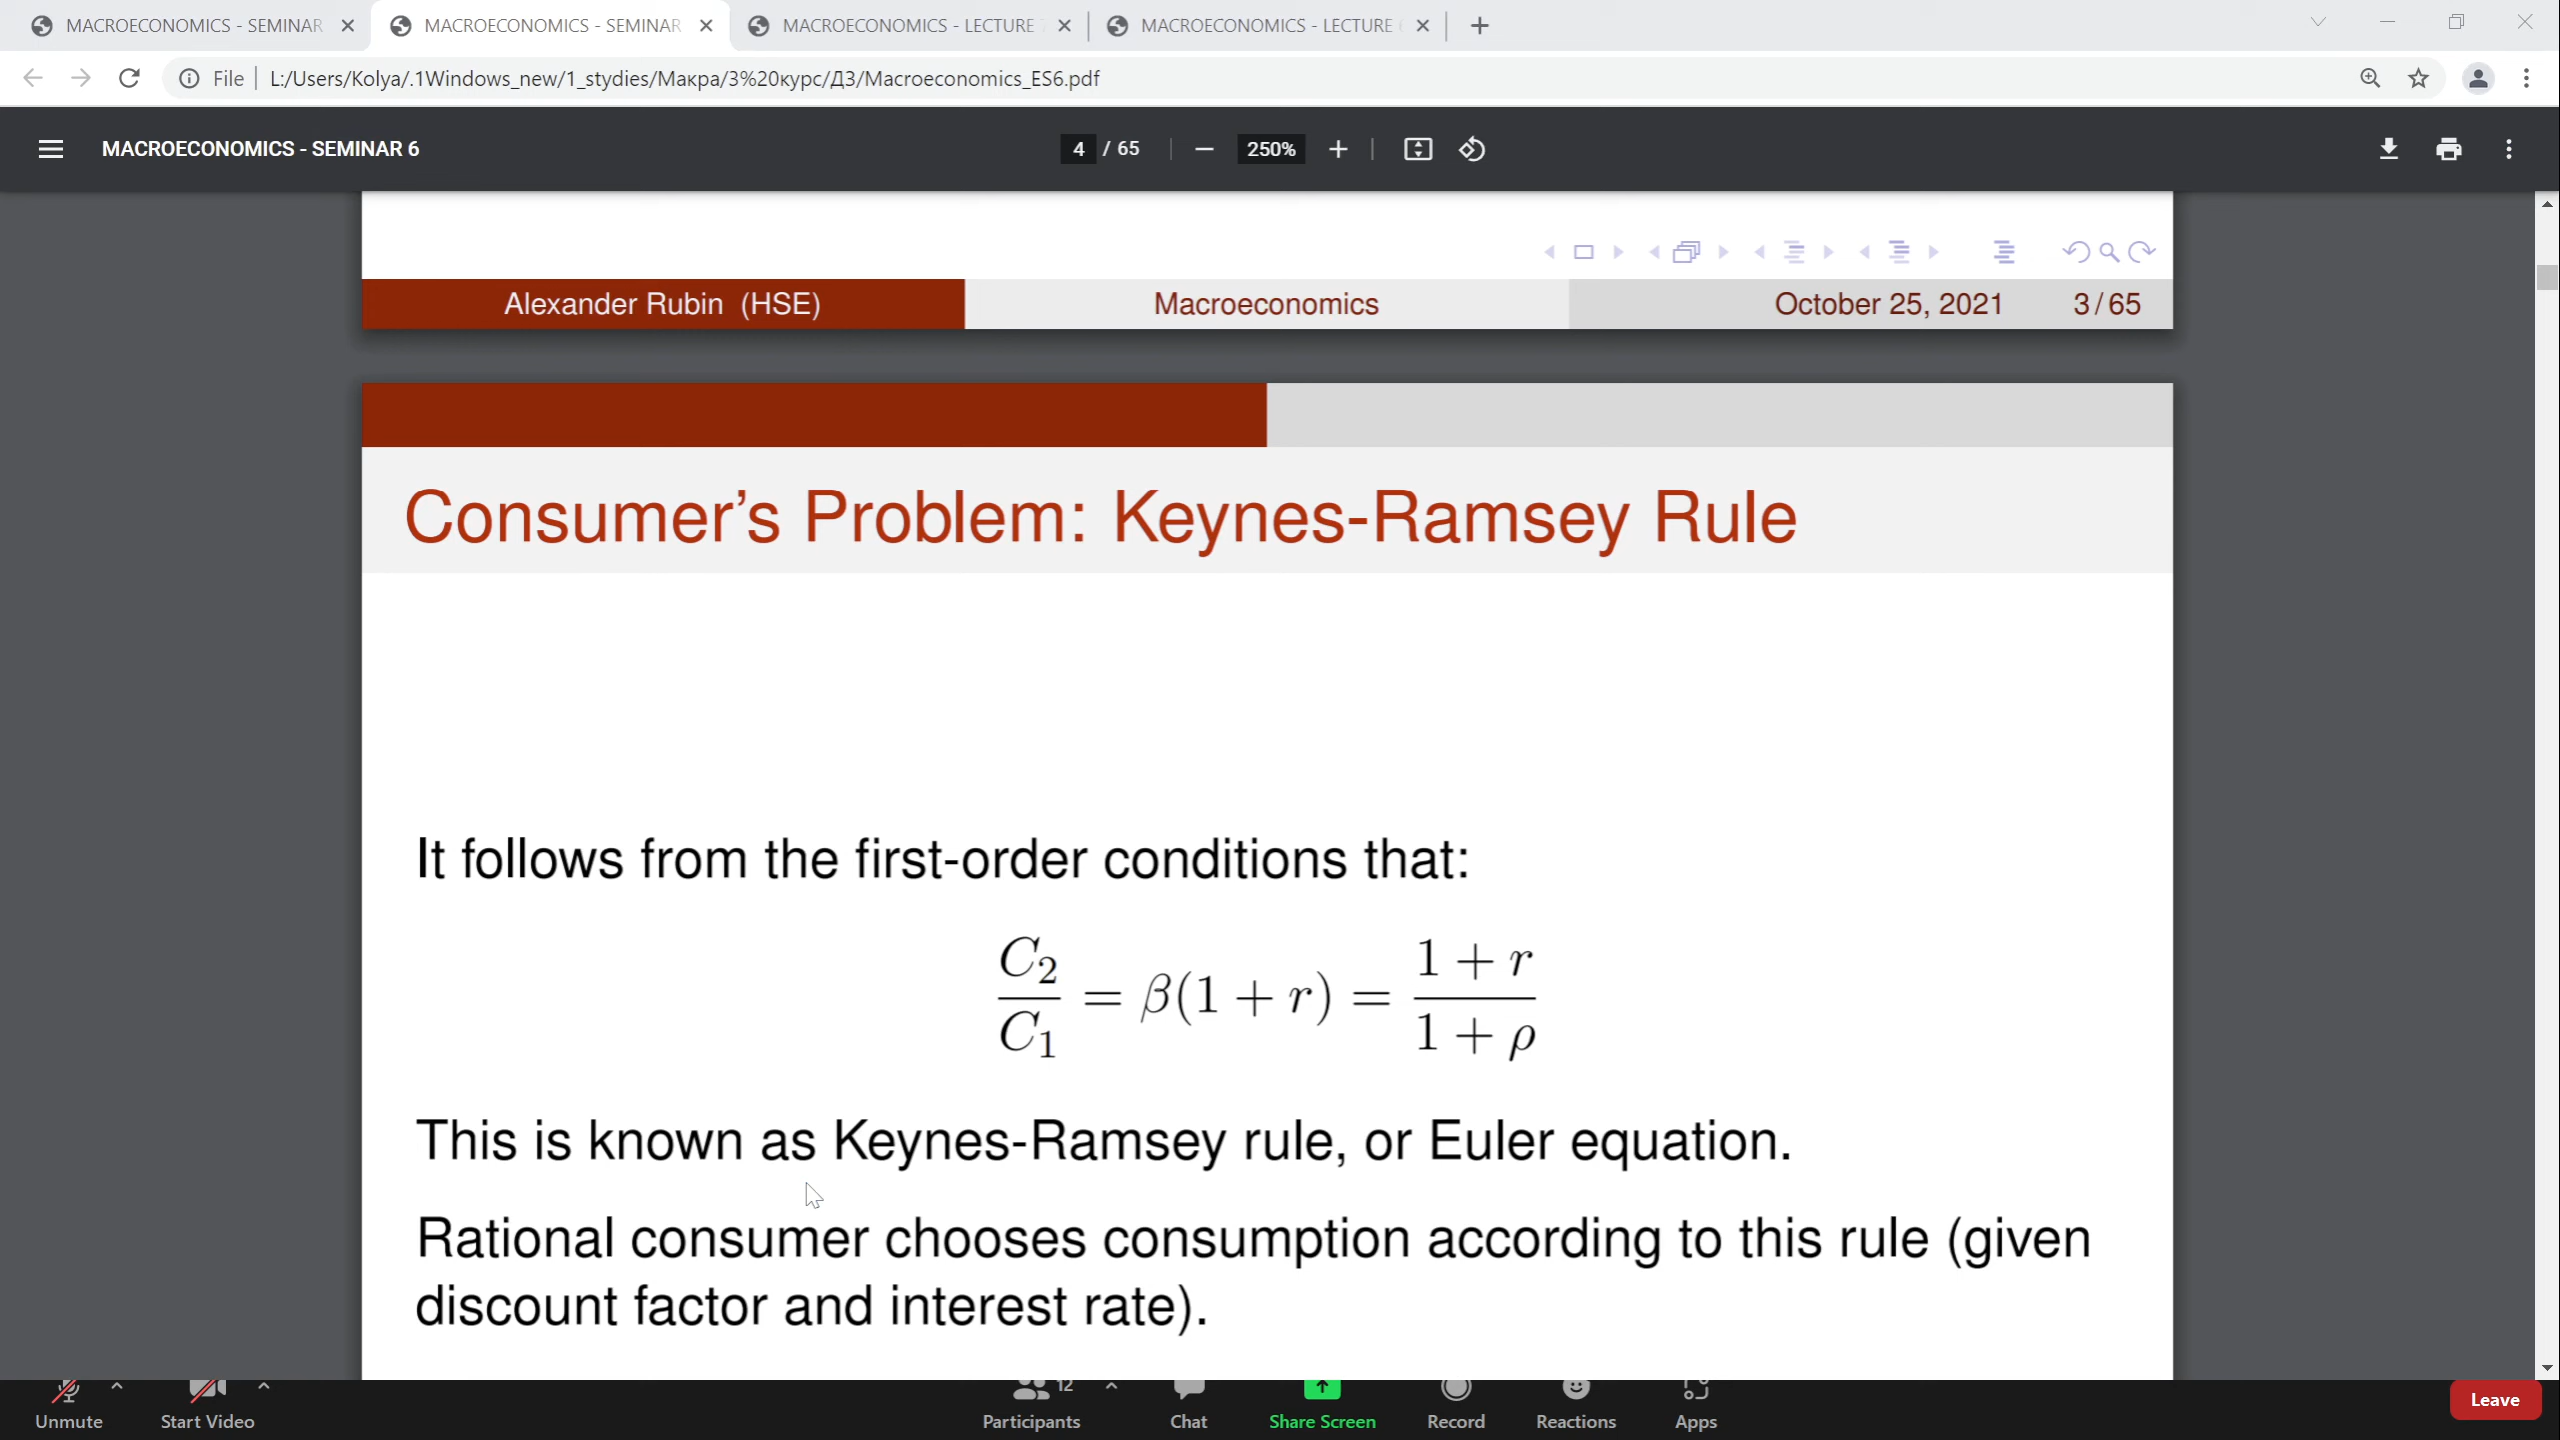 MACROECONOMICS - SEMINAR
MACROECONOMICS - SEMINAR
MACROECONOMICS - LECTURE 7
MACROECONOMICS - LECTURE
File
L:/Users/Kolya/.1Windows_new/1_stydies/Макра/3%20курс/ДЗ/Macroeconomics_ES6.pdf
MACROECONOMICS - SEMINAR 6
4 / 65
250%
Alexander Rubin (HSE)
Macroeconomics
October 25, 2021
3 / 65
Consumer's Problem: Keynes-Ramsey Rule
It follows from the first-order conditions that:
C₂/C₁ = β(1 + r) = (1 + r)/(1 + ρ)
This is known as Keynes-Ramsey rule, or Euler equation.
Rational consumer chooses consumption according to this rule (given
discount factor and interest rate).
12
Unmute
Start Video
Participants
Chat
Share Screen
Record
Reactions
Apps
Leave